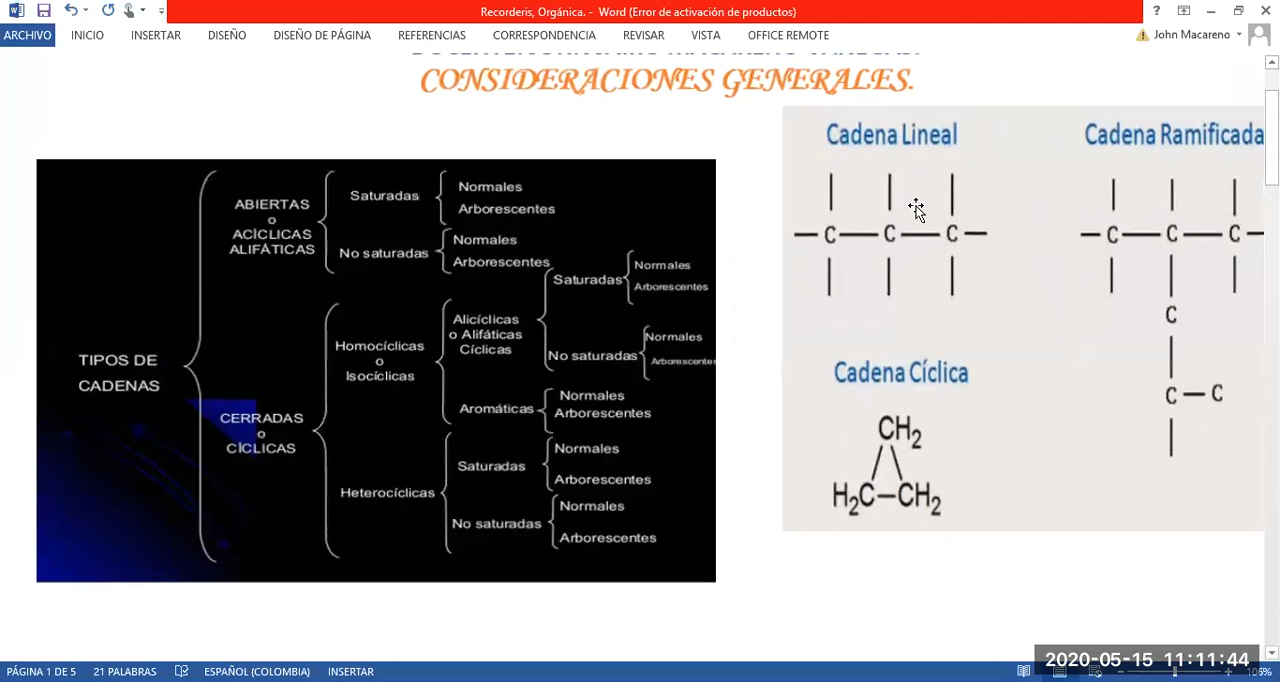 Recorderis, Orgánica. - Word (Error de activación de productos)
ARCHIVO INICIO INSERTAR DISEÑO DISEÑO DE PÁGINA REFERENCIAS CORRESPONDENCIA REVISAR VISTA OFFICE REMOTE
John Macareno
CONSIDERACIONES GENERALES.
TIPOS DE
CADENAS
ABIERTAS
o
ACÍCLICAS
ALIFÁTICAS
Saturadas
Normales
Arborescentes
No saturadas
Normales
Arborescentes
CERRADAS
o
CÍCLICAS
Homocíclicas
o
Isocíclicas
Alicíclicas
o Alifáticas
Cíclicas
Saturadas
Normales
Arborescentes
No saturadas
Normales
Arborescentes
Aromáticas
Normales
Arborescentes
Heterocíclicas
Saturadas
Normales
Arborescentes
No saturadas
Normales
Arborescentes
Cadena Lineal
C C C
Cadena Ramificada
C C C
C
C C
Cadena Cíclica
CH2
H2C CH2
PÁGINA 1 DE 5 21 PALABRAS ESPAÑOL (COLOMBIA) INSERTAR
2020-05-15 11:11:44